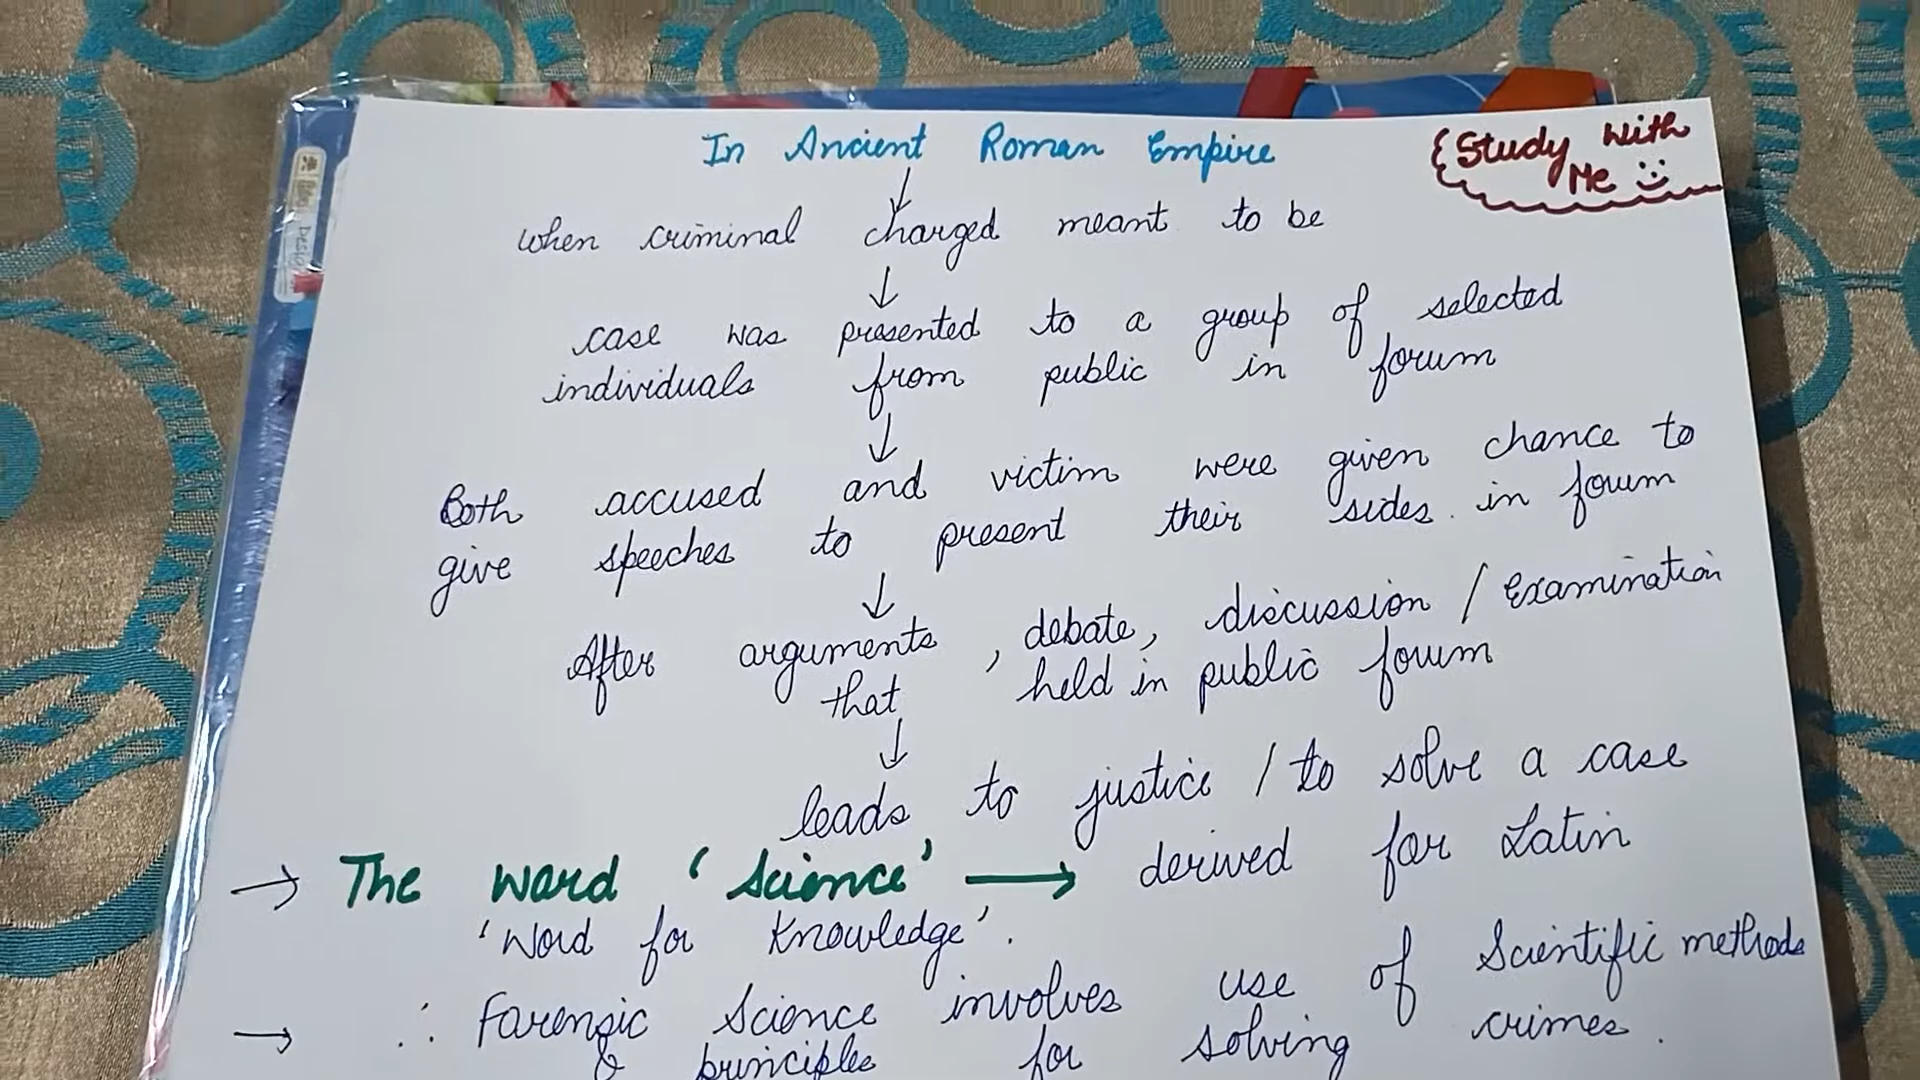 In Ancient Roman Empire
{Study With
Me
when criminal charged meant to be
case was presented to a group of selected
individuals from public in forum
Both accused and victim were given chance to
give speeches to present their sides in forum
After arguments, debate, discussion / Examination
that held in public forum
leads to justice / to solve a case
→ The word 'Science' → derived for Latin
'Word for Knowledge'.
→ ∴ Forensic Science involves use of Scientific methods
& principles for solving crimes.